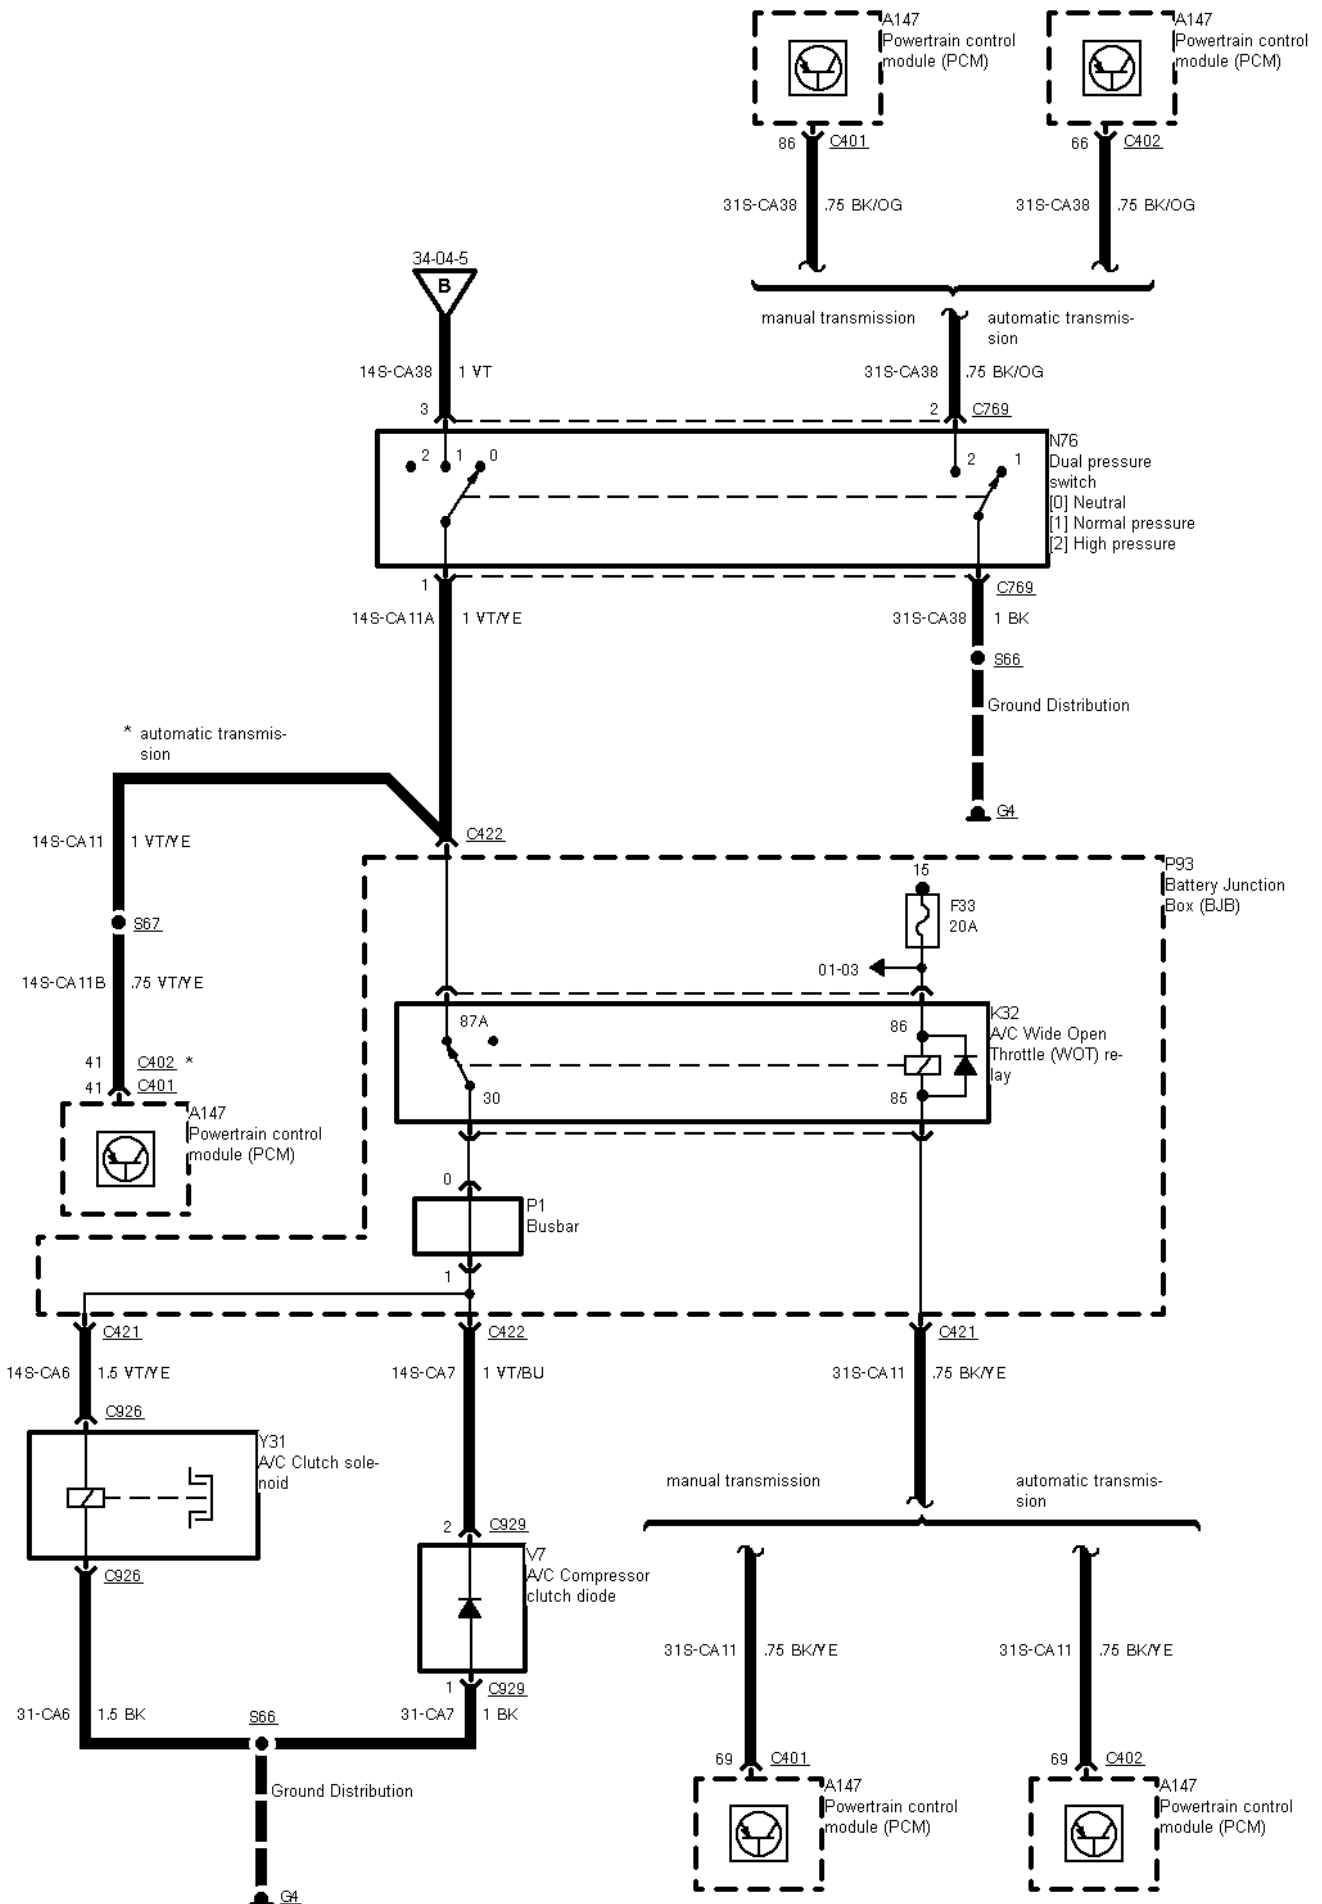 A147
Powertrain control
module (PCM)
A147
Powertrain control
module (PCM)
86 C401
66 C402
31S-CA38 .75 BK/OG
31S-CA38 .75 BK/OG
34-04-5
B
manual transmission
automatic transmis-
sion
14S-CA38 1 VT
31S-CA38 .75 BK/OG
3
2 C769
2 1 0
2 1
N76
Dual pressure
switch
[0] Neutral
[1] Normal pressure
[2] High pressure
1
C769
14S-CA11A 1 VT/YE
31S-CA38 1 BK
S66
Ground Distribution
* automatic transmis-
sion
G4
C422
14S-CA11 1 VT/YE
P93
Battery Junction
Box (BJB)
15
F33
20A
S67
01-03
14S-CA11B .75 VT/YE
87A
86
K32
A/C Wide Open
Throttle (WOT) re-
lay
30
85
41 C402 *
41 C401
A147
Powertrain control
module (PCM)
0
P1
Busbar
1
C421
C422
C421
14S-CA6 1.5 VT/YE
14S-CA7 1 VT/BU
31S-CA11 .75 BK/YE
C926
Y31
A/C Clutch sole-
noid
manual transmission
automatic transmis-
sion
2 C929
C926
V7
A/C Compressor
clutch diode
31S-CA11 .75 BK/YE
31S-CA11 .75 BK/YE
1 C929
31-CA6 1.5 BK
S66
31-CA7 1 BK
69 C401
69 C402
Ground Distribution
A147
Powertrain control
module (PCM)
A147
Powertrain control
module (PCM)
G4